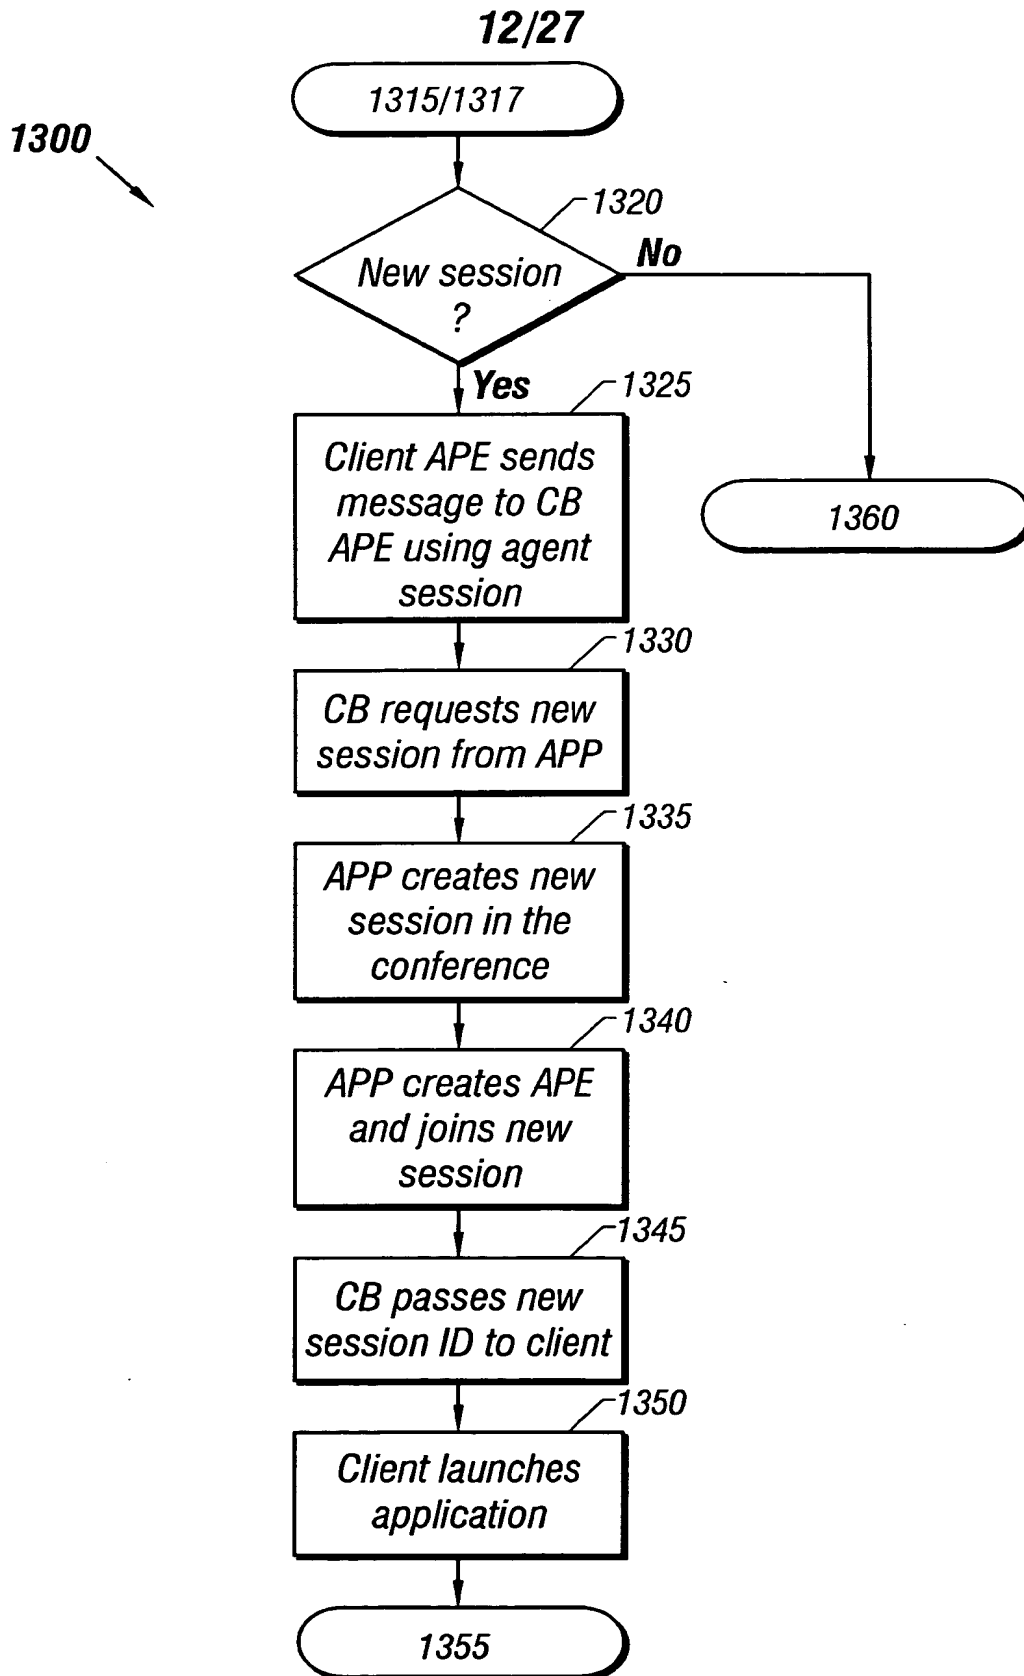 12/27
1315/1317
1300
1320
New session
?
No
Yes
1325
Client APE sends
message to CB
APE using agent
session
1360
1330
CB requests new
session from APP
1335
APP creates new
session in the
conference
1340
APP creates APE
and joins new
session
1345
CB passes new
session ID to client
1350
Client launches
application
1355